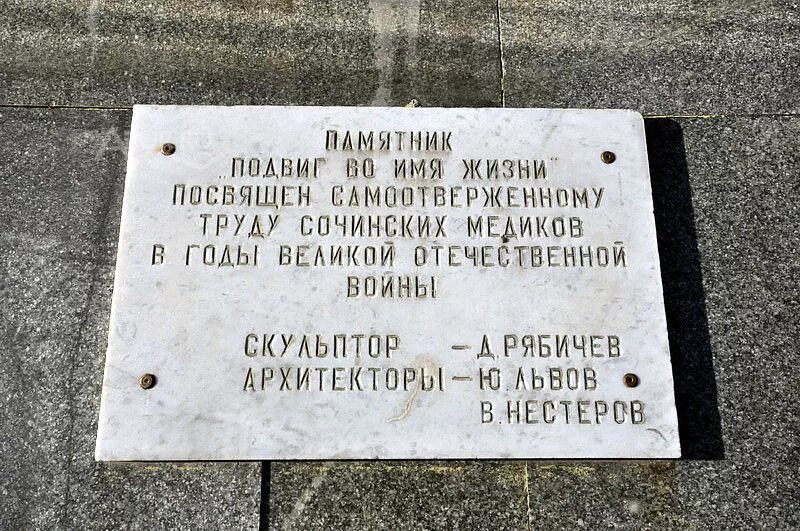 ПАМЯТНИК
„ПОДВИГ ВО ИМЯ ЖИЗНИ"
ПОСВЯЩЕН САМООТВЕРЖЕННОМУ
ТРУДУ СОЧИНСКИХ МЕДИКОВ
В ГОДЫ ВЕЛИКОЙ ОТЕЧЕСТВЕННОЙ
ВОЙНЫ
СКУЛЬПТОР — Д.РЯБИЧЕВ
АРХИТЕКТОРЫ — Ю.ЛЬВОВ
В.НЕСТЕРОВ